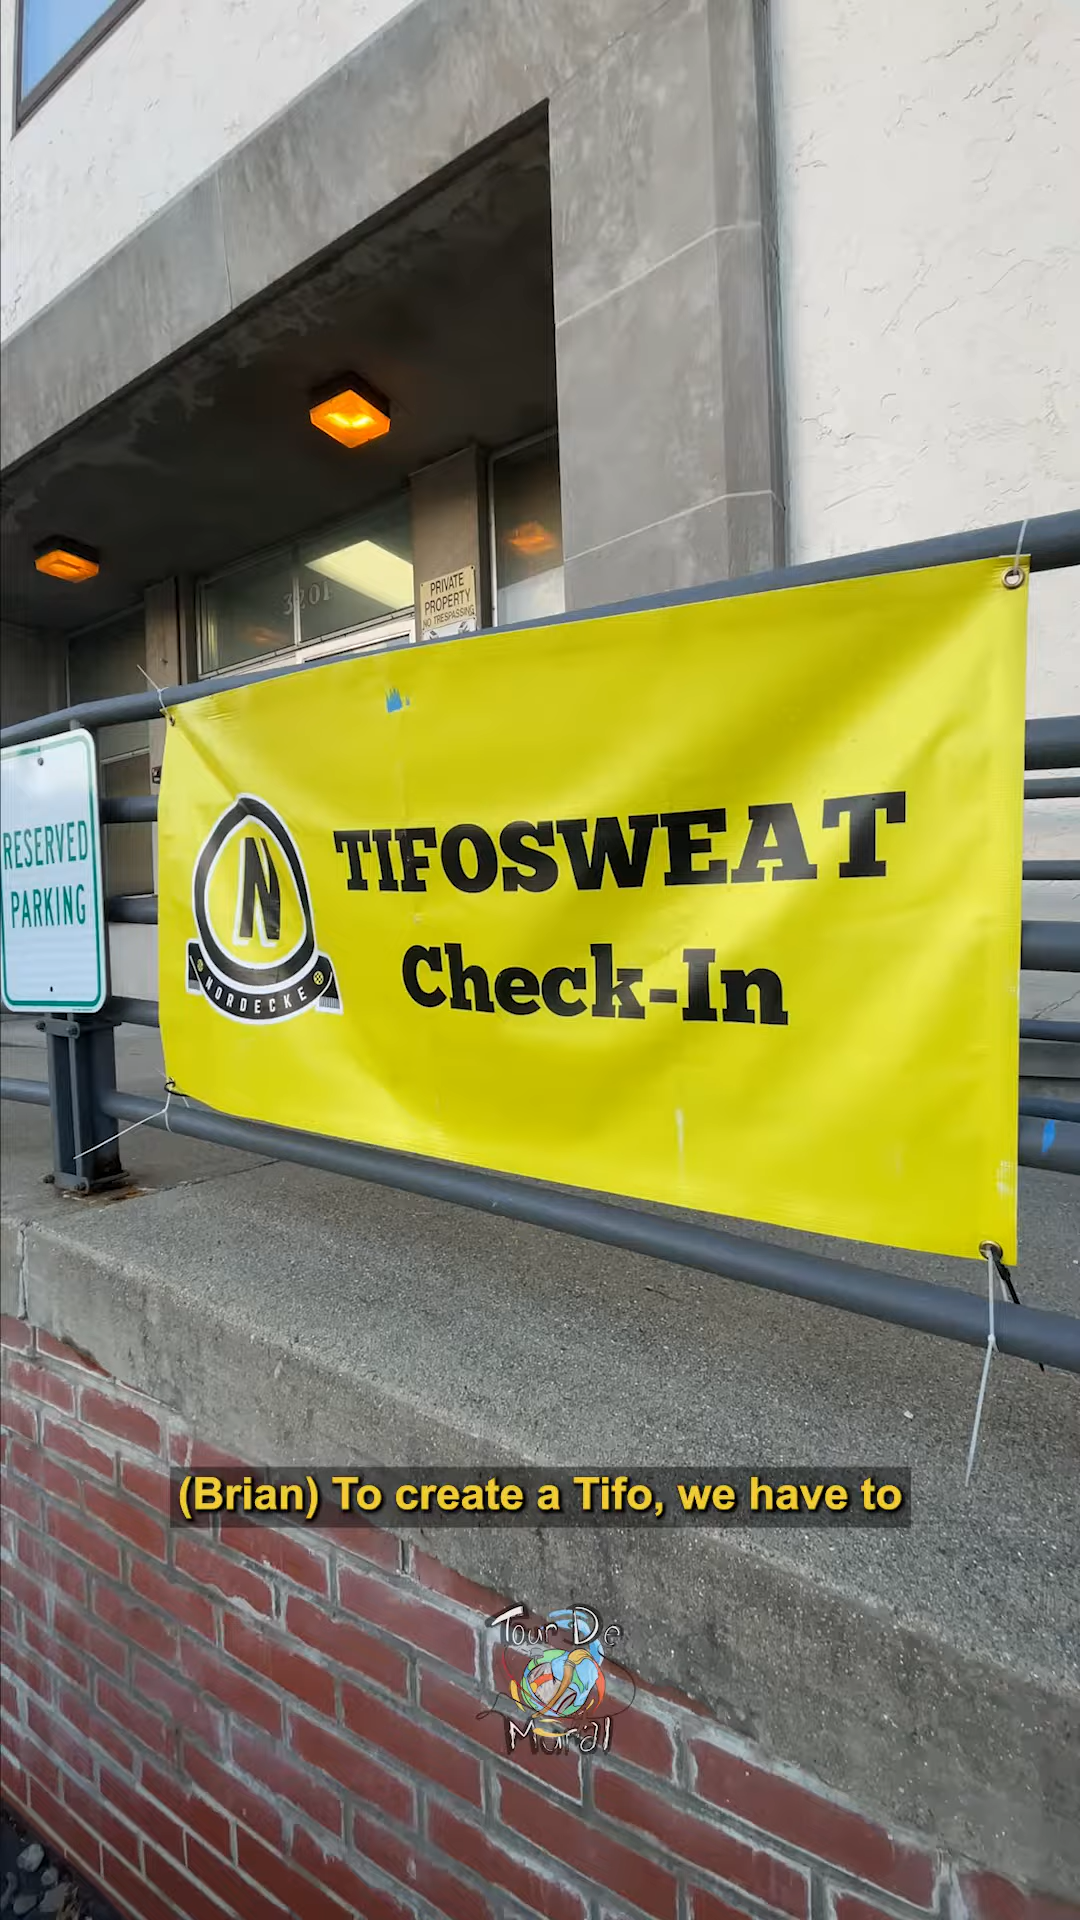 3201
PRIVATE
PROPERTY
NO TRESPASSING
RESERVED
PARKING
N
NORDECKE
TIFOSWEAT
Check-In
(Brian) To create a Tifo, we have to
Tour De
Mural